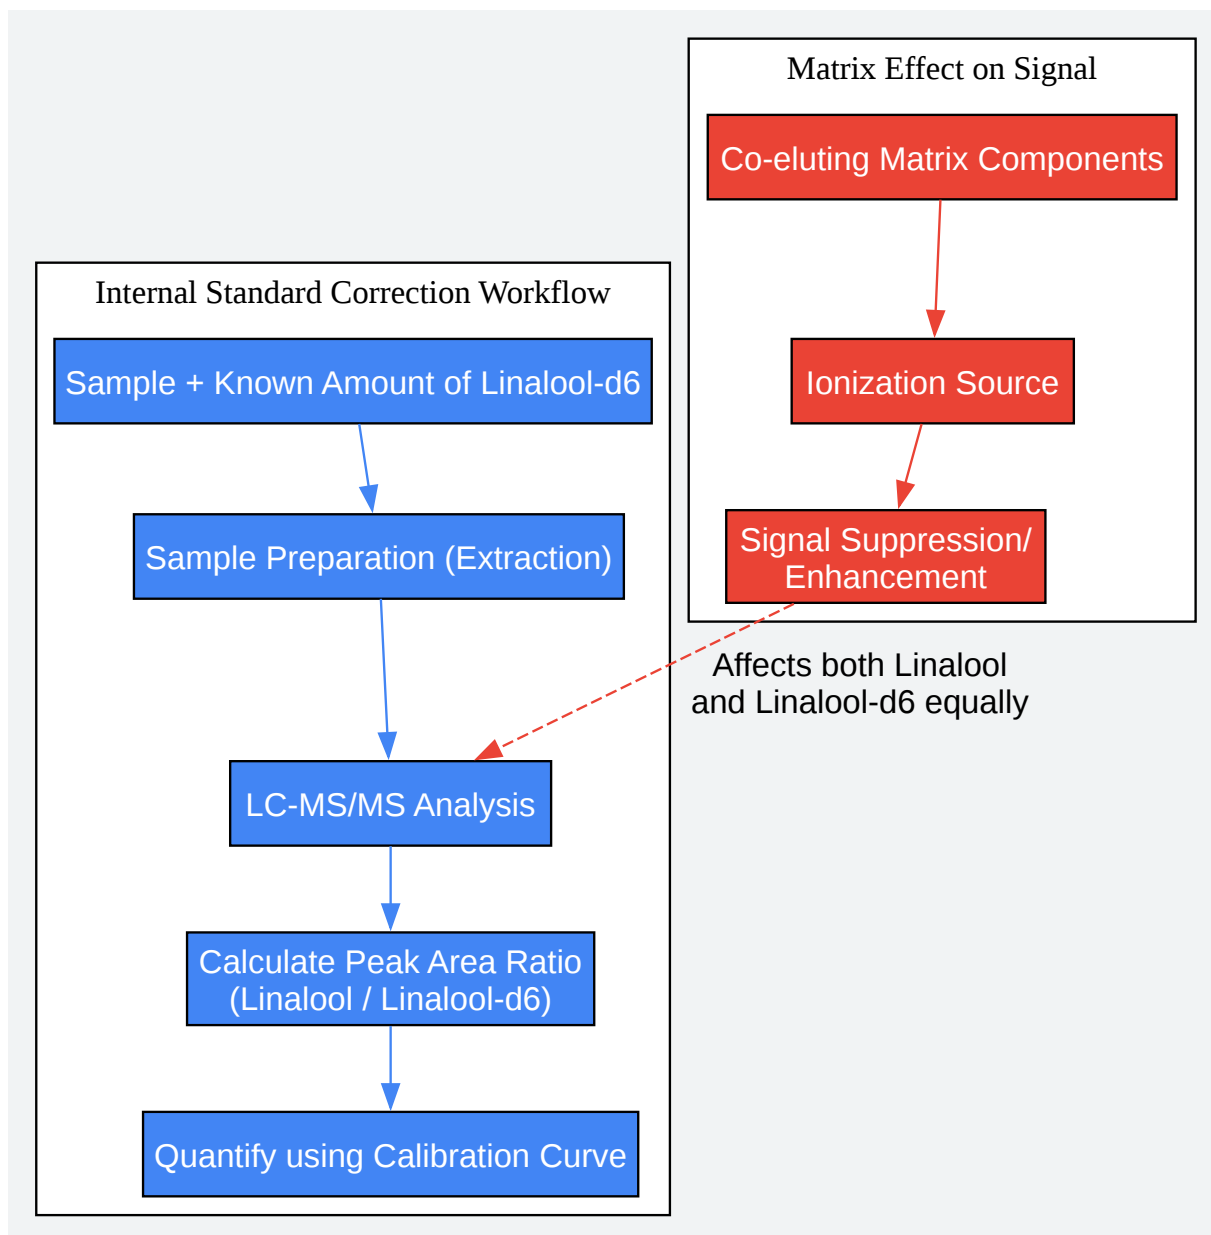 Matrix Effect on Signal
Co-eluting Matrix Components
Ionization Source
Signal Suppression/
Enhancement
Affects both Linalool
and Linalool-d6 equally
Internal Standard Correction Workflow
Sample + Known Amount of Linalool-d6
Sample Preparation (Extraction)
LC-MS/MS Analysis
Calculate Peak Area Ratio
(Linalool / Linalool-d6)
Quantify using Calibration Curve